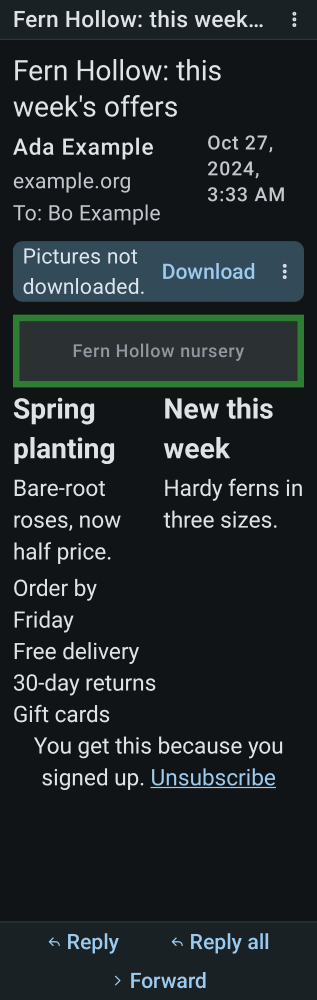 Fern Hollow: this week…
Fern Hollow: this
week's offers
Ada Example
example.org
To: Bo Example
Oct 27,
2024,
3:33 AM
Pictures not
downloaded.
Download
Fern Hollow nursery
Spring
planting
Bare-root
roses, now
half price.
New this
week
Hardy ferns in
three sizes.
Order by
Friday
Free delivery
30-day returns
Gift cards
You get this because you
signed up. Unsubscribe
Reply
Reply all
Forward